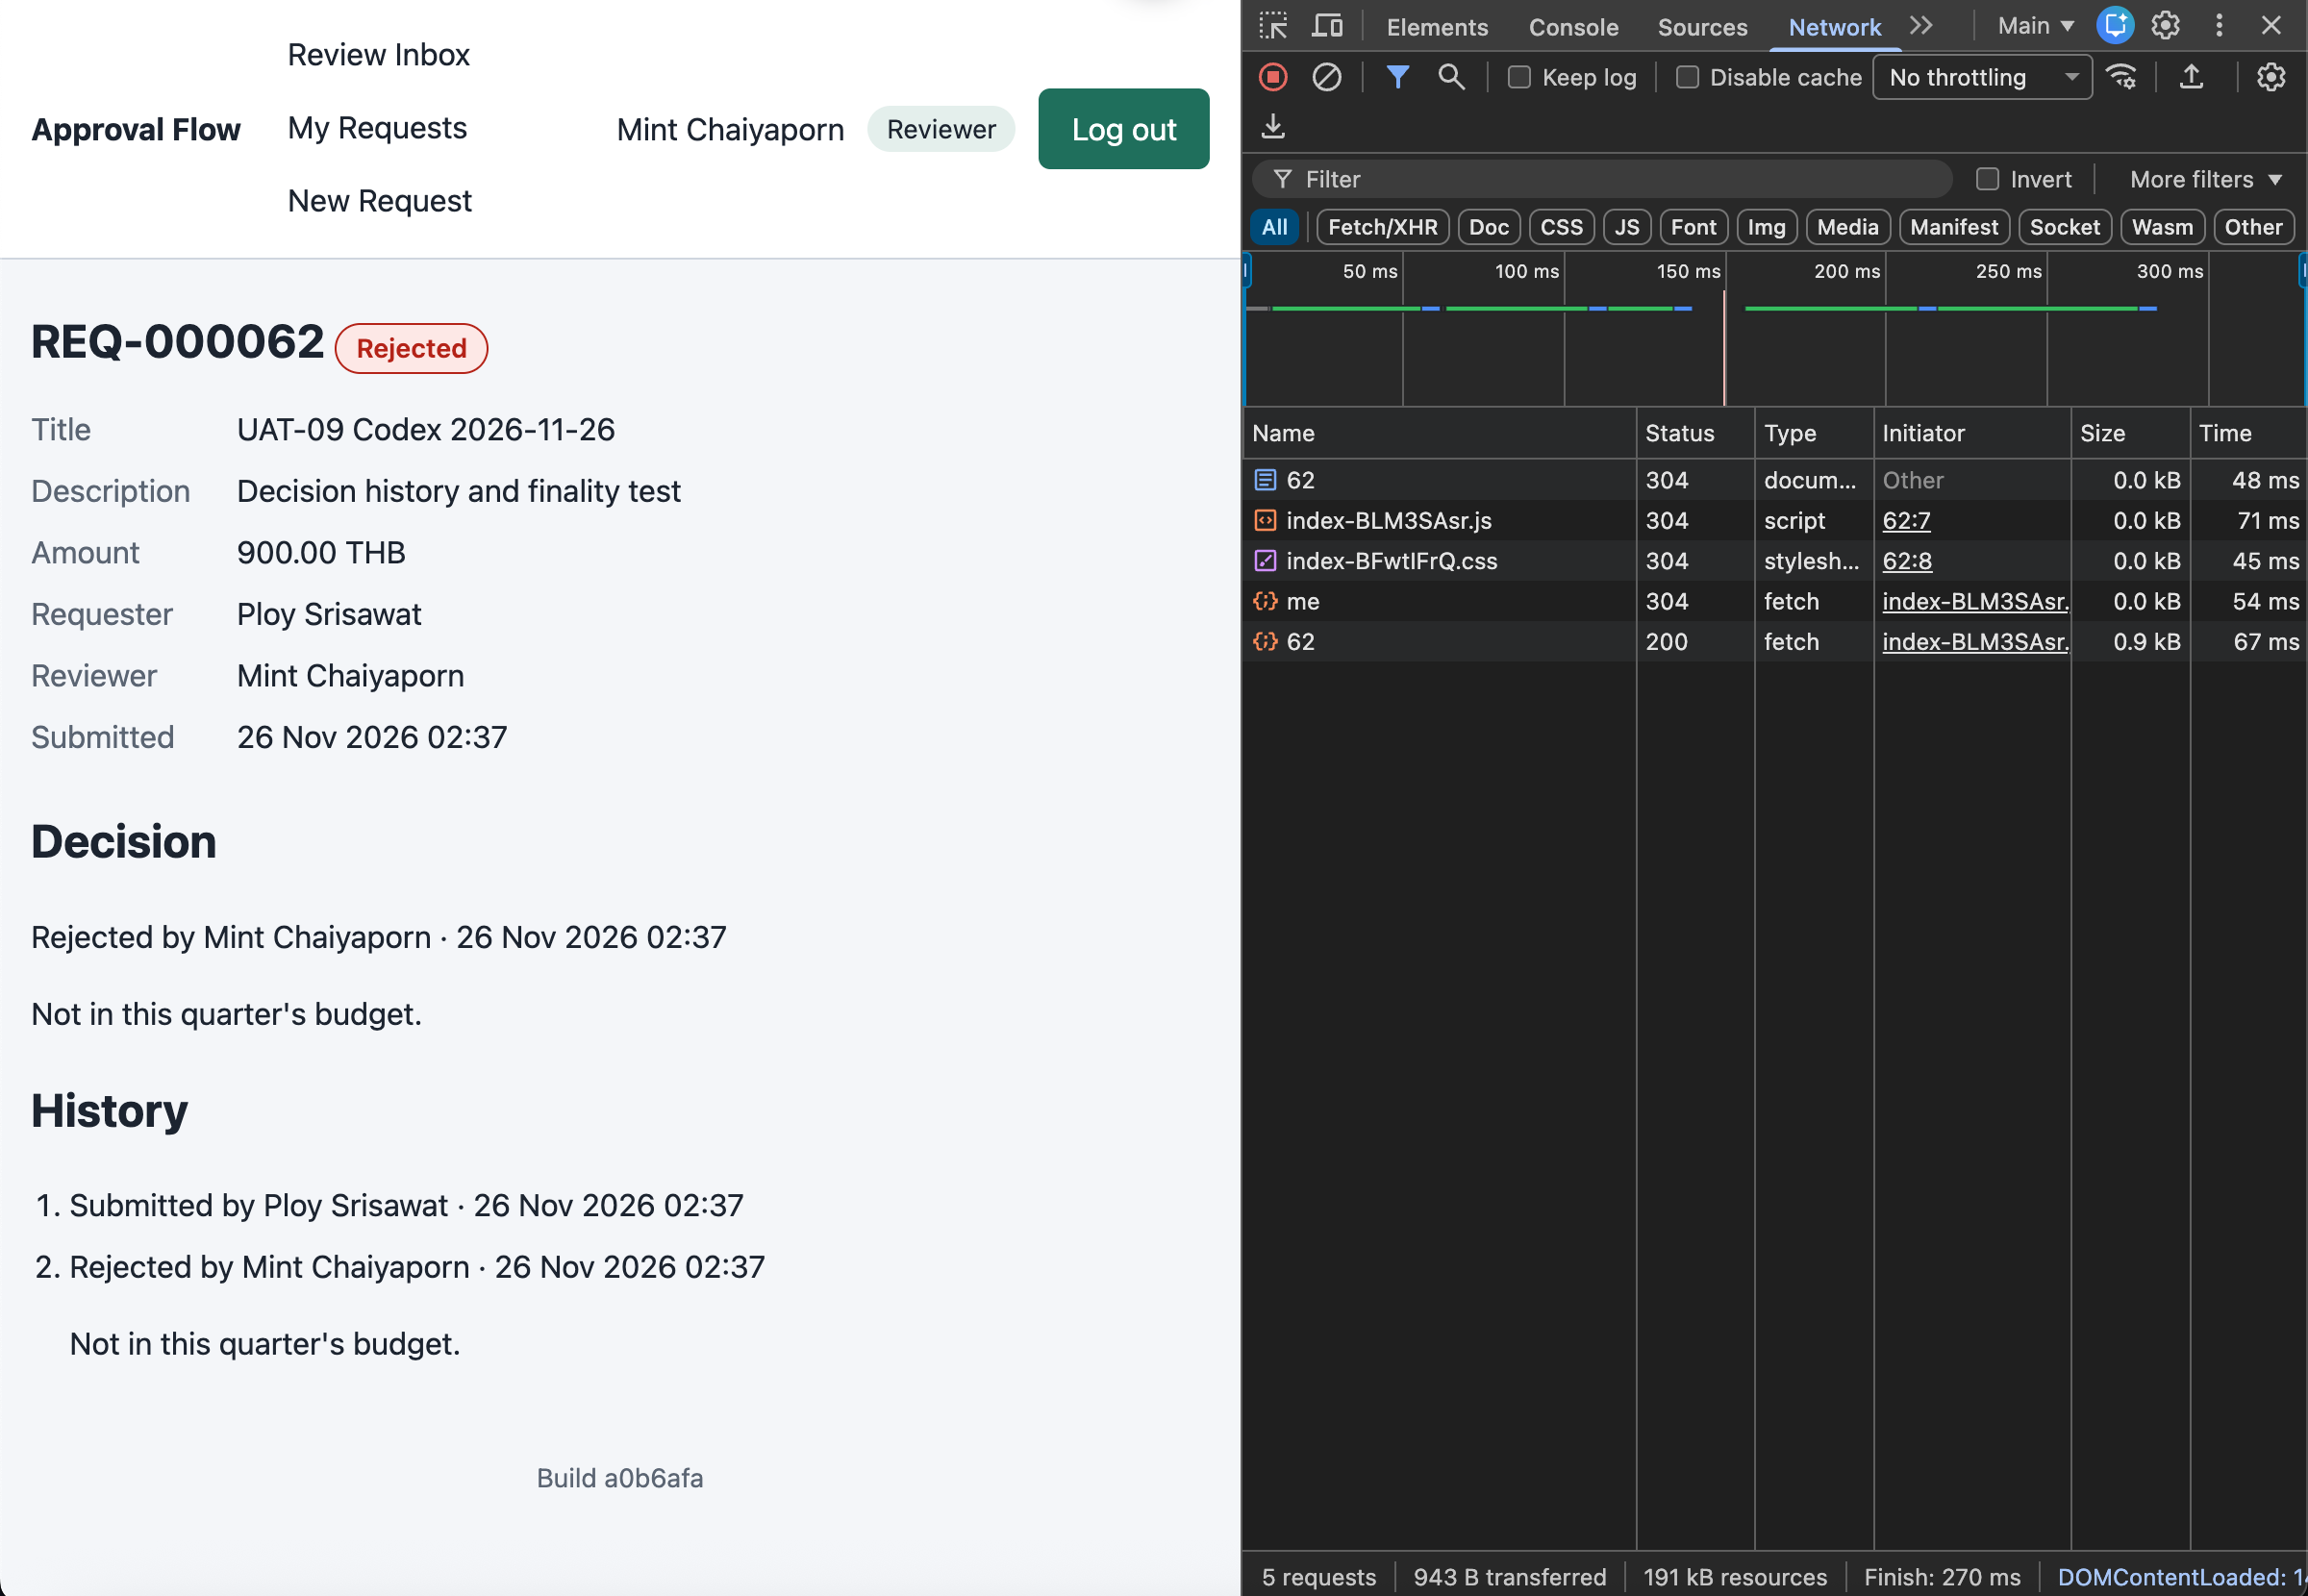 Approval Flow
Review Inbox
My Requests
New Request
Mint Chaiyaporn
Reviewer
Log out
REQ-000062 Rejected
Title UAT-09 Codex 2026-11-26
Description Decision history and finality test
Amount 900.00 THB
Requester Ploy Srisawat
Reviewer Mint Chaiyaporn
Submitted 26 Nov 2026 02:37
Decision
Rejected by Mint Chaiyaporn · 26 Nov 2026 02:37
Not in this quarter's budget.
History
1. Submitted by Ploy Srisawat · 26 Nov 2026 02:37
2. Rejected by Mint Chaiyaporn · 26 Nov 2026 02:37
Not in this quarter's budget.
Build a0b6afa
Elements Console Sources Network Main
Keep log Disable cache No throttling
Filter Invert More filters
All Fetch/XHR Doc CSS JS Font Img Media Manifest Socket Wasm Other
50 ms 100 ms 150 ms 200 ms 250 ms 300 ms
Name Status Type Initiator Size Time
62 304 docum... Other 0.0 kB 48 ms
index-BLM3SAsr.js 304 script 62:7 0.0 kB 71 ms
index-BFwtIFrQ.css 304 stylesh... 62:8 0.0 kB 45 ms
me 304 fetch index-BLM3SAsr. 0.0 kB 54 ms
62 200 fetch index-BLM3SAsr. 0.9 kB 67 ms
5 requests 943 B transferred 191 kB resources Finish: 270 ms DOMContentLoaded: